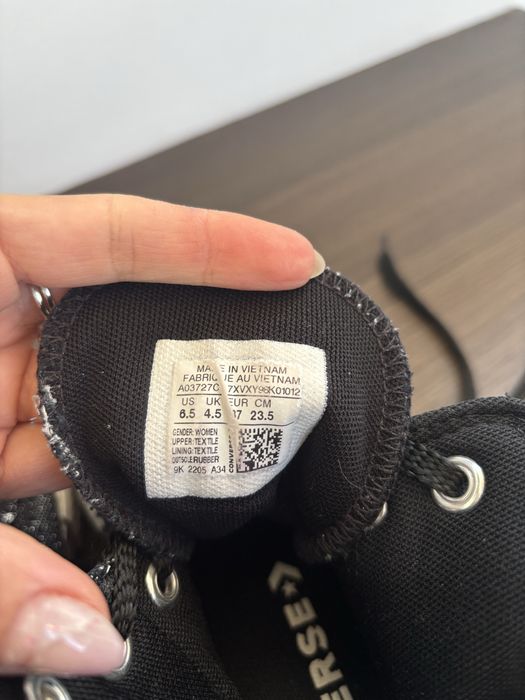 MADE IN VIETNAM
FABRIQUE AU VIETNAM
US UK EUR CM
6.5 4.5 37 23.5
GENDER: WOMEN
UPPER: TEXTILE
LINING: TEXTILE
OUTSOLE: RUBBER
9K 2205 A34
CONVERSE
ERSE